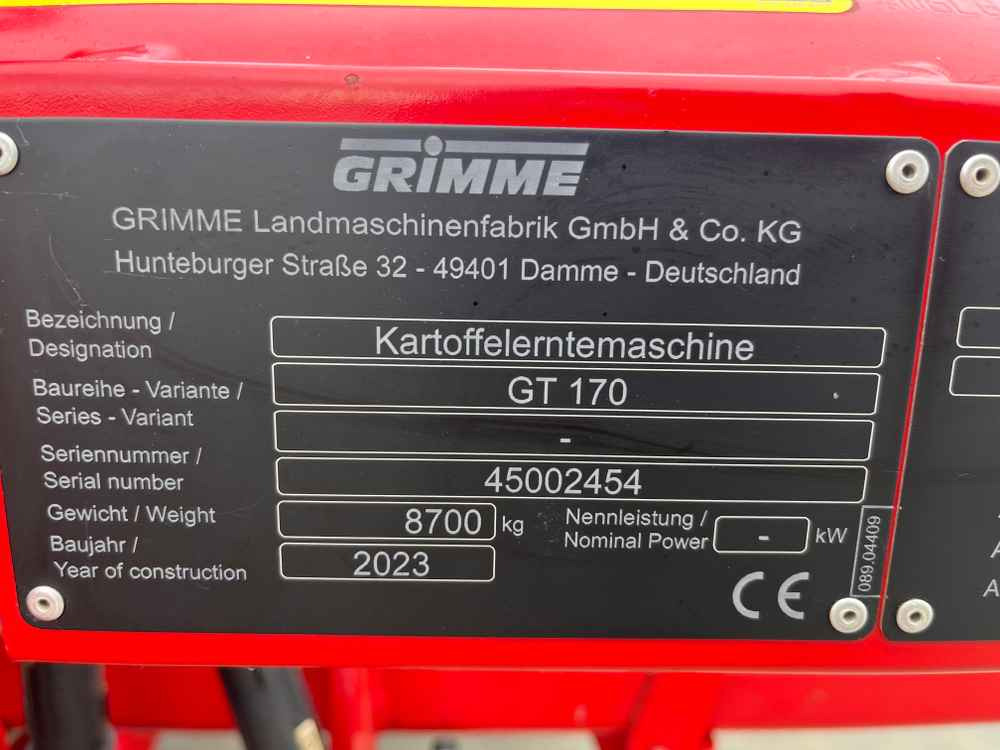 GRIMME
GRIMME Landmaschinenfabrik GmbH & Co. KG
Hunteburger Straße 32 - 49401 Damme - Deutschland
Bezeichnung /
Designation
Kartoffelerntemaschine
Baureihe - Variante /
Series - Variant
GT 170
-
Seriennummer /
Serial number
45002454
Gewicht / Weight
8700 kg
Nennleistung /
Nominal Power
- kW
Baujahr /
Year of construction
2023
CE
089.04409